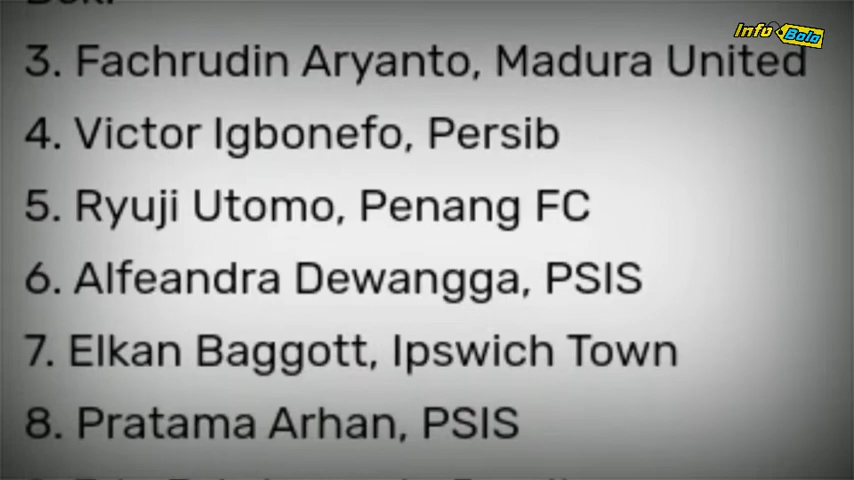 Info Bola
3. Fachrudin Aryanto, Madura United
4. Victor Igbonefo, Persib
5. Ryuji Utomo, Penang FC
6. Alfeandra Dewangga, PSIS
7. Elkan Baggott, Ipswich Town
8. Pratama Arhan, PSIS